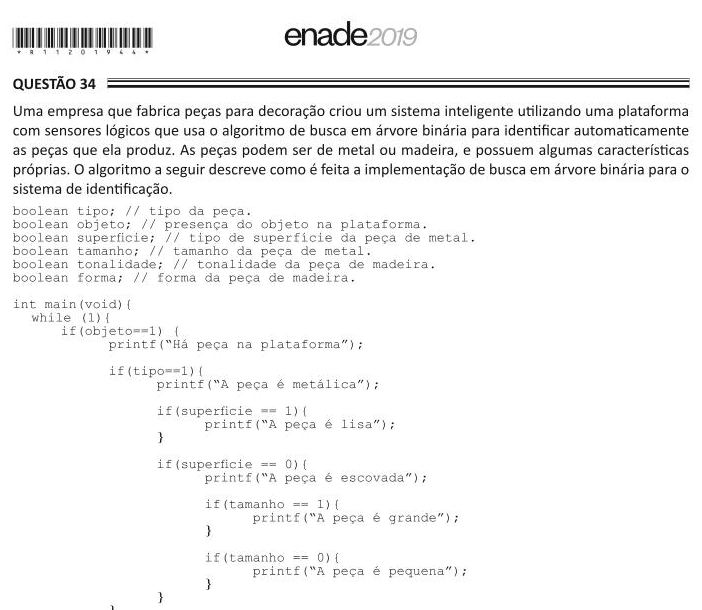 * R 1 1 2 0 1 9 4 4 *
enade2019
QUESTÃO 34
Uma empresa que fabrica peças para decoração criou um sistema inteligente utilizando uma plataforma
com sensores lógicos que usa o algoritmo de busca em árvore binária para identificar automaticamente
as peças que ela produz. As peças podem ser de metal ou madeira, e possuem algumas características
próprias. O algoritmo a seguir descreve como é feita a implementação de busca em árvore binária para o
sistema de identificação.
boolean tipo; // tipo da peça.
boolean objeto; // presença do objeto na plataforma.
boolean superfície; // tipo de superfície da peça de metal.
boolean tamanho; // tamanho da peça de metal.
boolean tonalidade; // tonalidade da peça de madeira.
boolean forma; // forma da peça de madeira.
int main(void){
while (1){
if(objeto==1) {
printf("Há peça na plataforma");
if(tipo==1){
printf("A peça é metálica");
if(superfície == 1){
printf("A peça é lisa");
}
if(superfície == 0){
printf("A peça é escovada");
if(tamanho == 1){
printf("A peça é grande");
}
if(tamanho == 0){
printf("A peça é pequena");
}
}
}